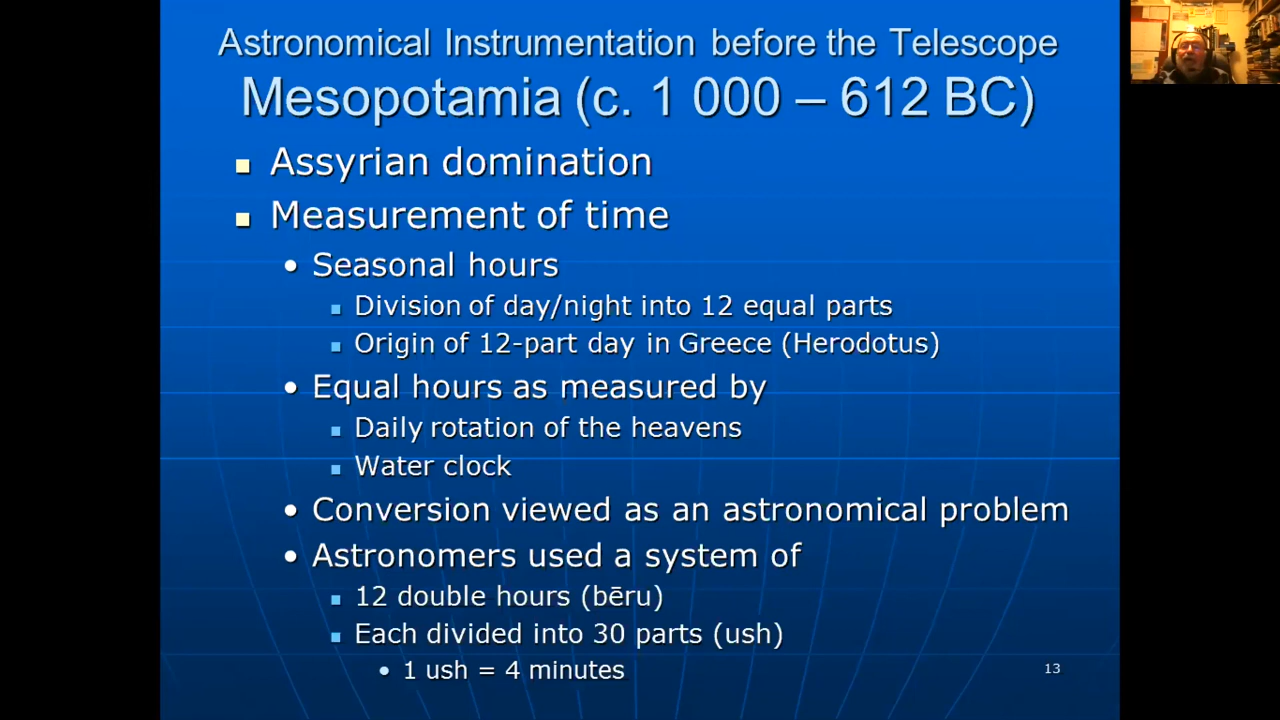 Astronomical Instrumentation before the Telescope
Mesopotamia (c. 1 000 – 612 BC)
Assyrian domination
Measurement of time
Seasonal hours
Division of day/night into 12 equal parts
Origin of 12-part day in Greece (Herodotus)
Equal hours as measured by
Daily rotation of the heavens
Water clock
Conversion viewed as an astronomical problem
Astronomers used a system of
12 double hours (bēru)
Each divided into 30 parts (ush)
1 ush = 4 minutes
13